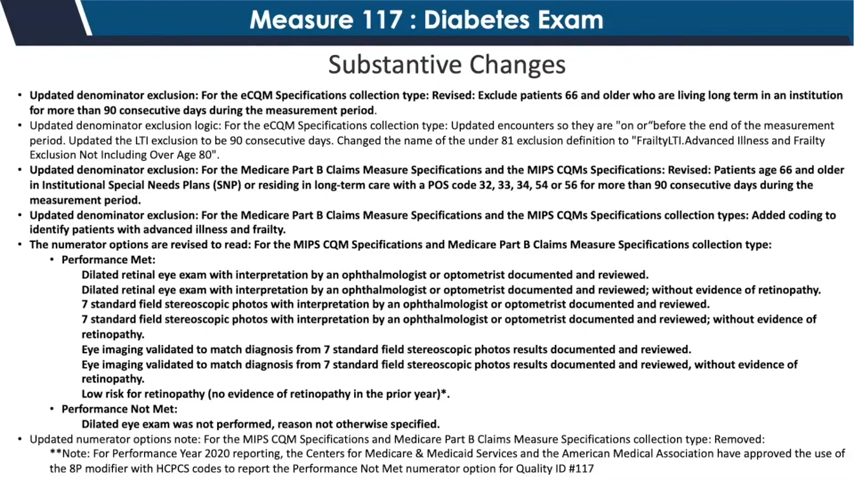 Measure 117 : Diabetes Exam
Substantive Changes
• Updated denominator exclusion: For the eCQM Specifications collection type: Revised: Exclude patients 66 and older who are living long term in an institution
for more than 90 consecutive days during the measurement period.
• Updated denominator exclusion logic: For the eCQM Specifications collection type: Updated encounters so they are "on or“before the end of the measurement
period. Updated the LTI exclusion to be 90 consecutive days. Changed the name of the under 81 exclusion definition to "FrailtyLTI.Advanced Illness and Frailty
Exclusion Not Including Over Age 80".
• Updated denominator exclusion: For the Medicare Part B Claims Measure Specifications and the MIPS CQMs Specifications: Revised: Patients age 66 and older
in Institutional Special Needs Plans (SNP) or residing in long-term care with a POS code 32, 33, 34, 54 or 56 for more than 90 consecutive days during the
measurement period.
• Updated denominator exclusion: For the Medicare Part B Claims Measure Specifications and the MIPS CQMs Specifications collection types: Added coding to
identify patients with advanced illness and frailty.
• The numerator options are revised to read: For the MIPS CQM Specifications and Medicare Part B Claims Measure Specifications collection type:
• Performance Met:
Dilated retinal eye exam with interpretation by an ophthalmologist or optometrist documented and reviewed.
Dilated retinal eye exam with interpretation by an ophthalmologist or optometrist documented and reviewed; without evidence of retinopathy.
7 standard field stereoscopic photos with interpretation by an ophthalmologist or optometrist documented and reviewed.
7 standard field stereoscopic photos with interpretation by an ophthalmologist or optometrist documented and reviewed; without evidence of
retinopathy.
Eye imaging validated to match diagnosis from 7 standard field stereoscopic photos results documented and reviewed.
Eye imaging validated to match diagnosis from 7 standard field stereoscopic photos results documented and reviewed, without evidence of
retinopathy.
Low risk for retinopathy (no evidence of retinopathy in the prior year)*.
• Performance Not Met:
Dilated eye exam was not performed, reason not otherwise specified.
• Updated numerator options note: For the MIPS CQM Specifications and Medicare Part B Claims Measure Specifications collection type: Removed:
**Note: For Performance Year 2020 reporting, the Centers for Medicare & Medicaid Services and the American Medical Association have approved the use of
the 8P modifier with HCPCS codes to report the Performance Not Met numerator option for Quality ID #117